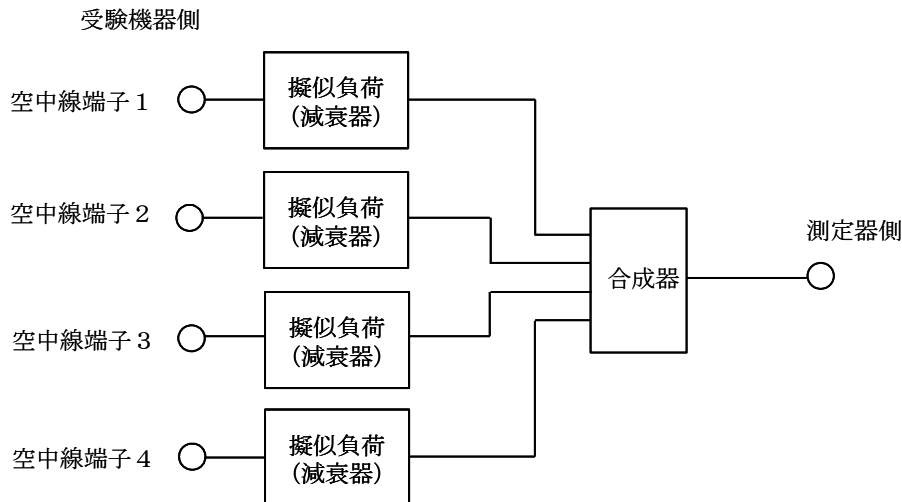 受験機器側
空中線端子1
擬似負荷
(減衰器)
空中線端子2
擬似負荷
(減衰器)
測定器側
合成器
空中線端子3
擬似負荷
(減衰器)
空中線端子4
擬似負荷
(減衰器)